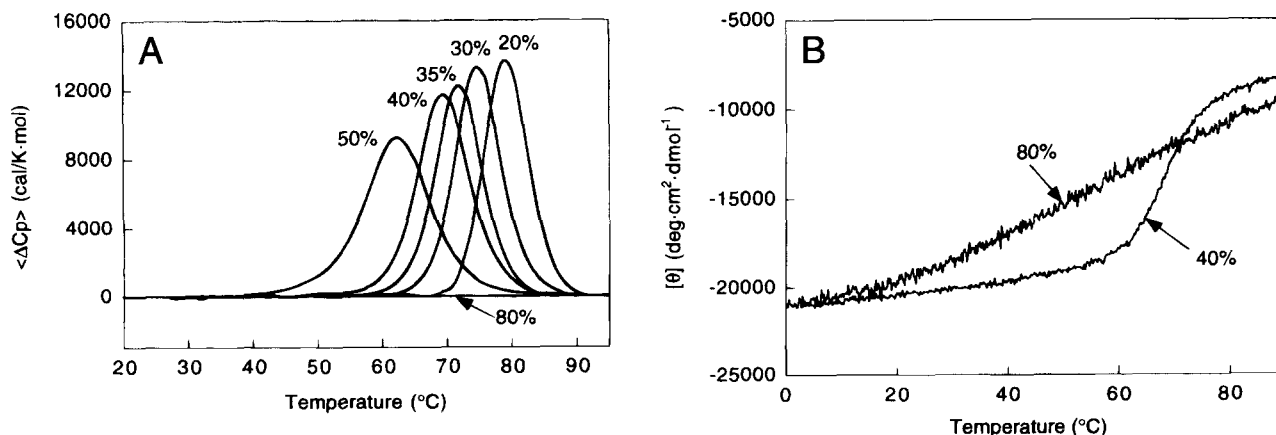 A
16000
12000
8000
4000
0
<ΔCp> (cal/K·mol)
50%
40%
35%
30%
20%
80%
20 30 40 50 60 70 80 90
Temperature (°C)
B
-5000
-10000
-15000
-20000
-25000
[θ] (deg·cm²·dmol⁻¹)
80%
40%
0 20 40 60 80
Temperature (°C)